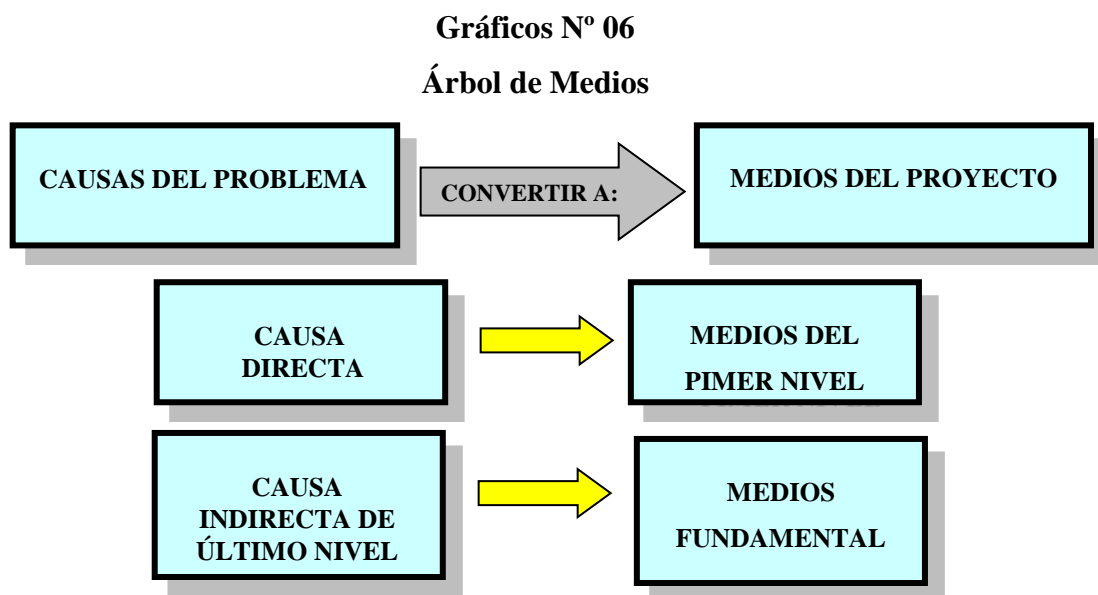 Gráficos Nº 06
Árbol de Medios
CAUSAS DEL PROBLEMA
CONVERTIR A:
MEDIOS DEL PROYECTO
CAUSA
DIRECTA
MEDIOS DEL
PIMER NIVEL
CAUSA
INDIRECTA DE
ÚLTIMO NIVEL
MEDIOS
FUNDAMENTAL